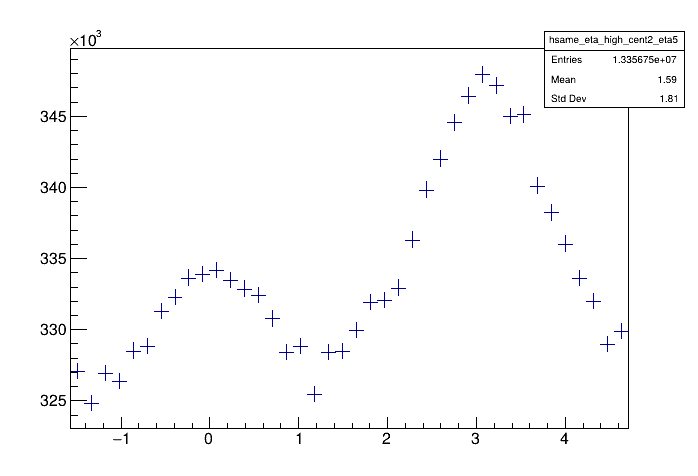 ×10³
hsame_eta_high_cent2_eta5
Entries 1.335675e+07
Mean 1.59
Std Dev 1.81
345
340
335
330
325
−1 0 1 2 3 4